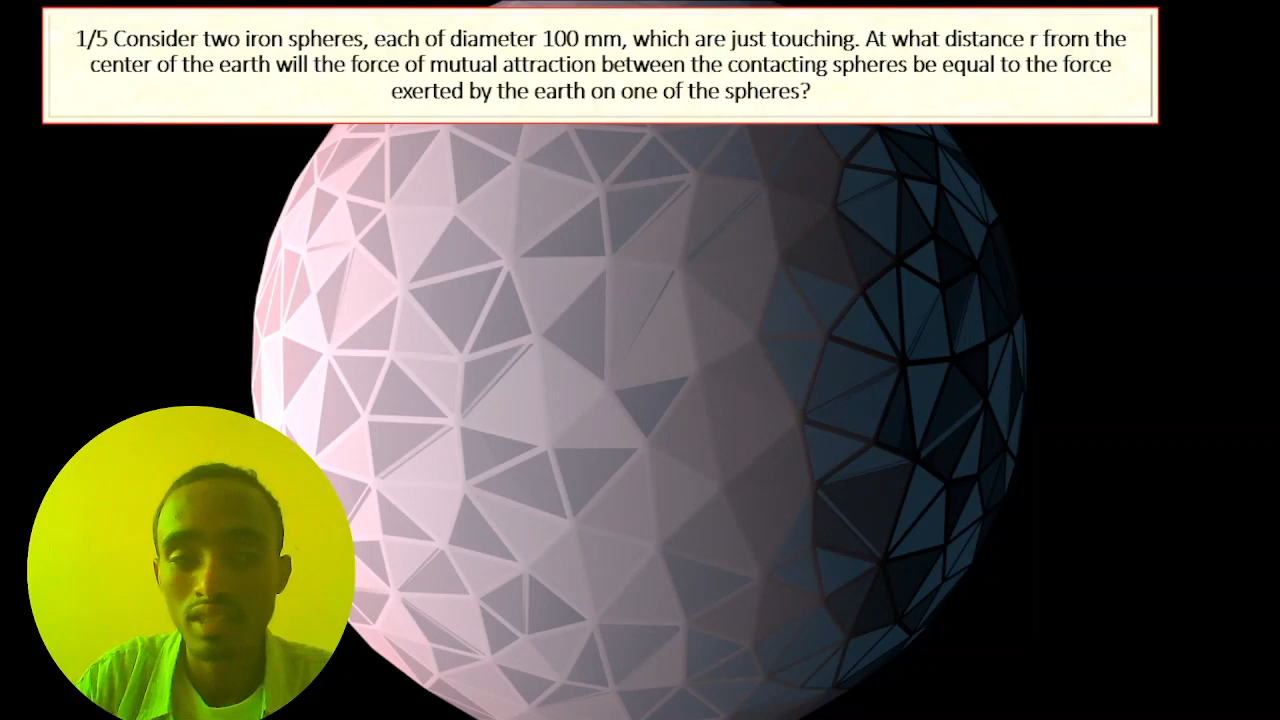 1/5 Consider two iron spheres, each of diameter 100 mm, which are just touching. At what distance r from the
center of the earth will the force of mutual attraction between the contacting spheres be equal to the force
exerted by the earth on one of the spheres?